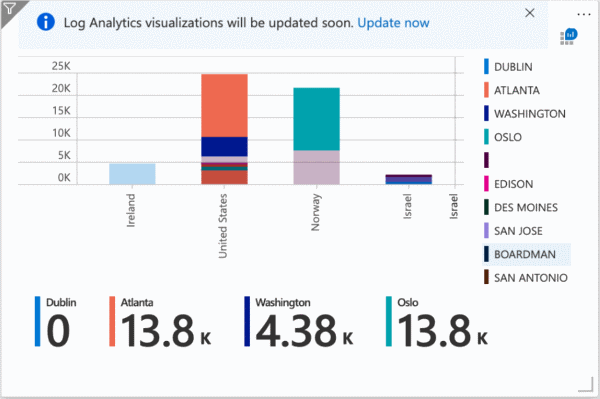 Log Analytics visualizations will be updated soon. Update now
25K
20K
15K
10K
5K
0K
Ireland
United States
Norway
Israel
Israel
DUBLIN
ATLANTA
WASHINGTON
OSLO
EDISON
DES MOINES
SAN JOSE
BOARDMAN
SAN ANTONIO
Dublin
0
Atlanta
13.8 K
Washington
4.38 K
Oslo
13.8 K